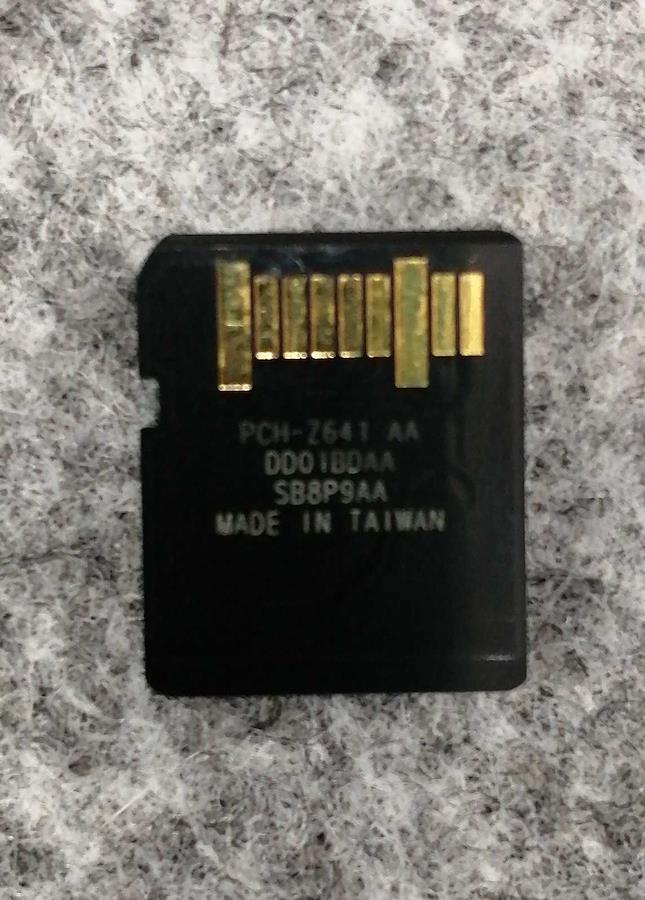 PCH-Z641 AA
DD01BDAA
SB8P9AA
MADE IN TAIWAN